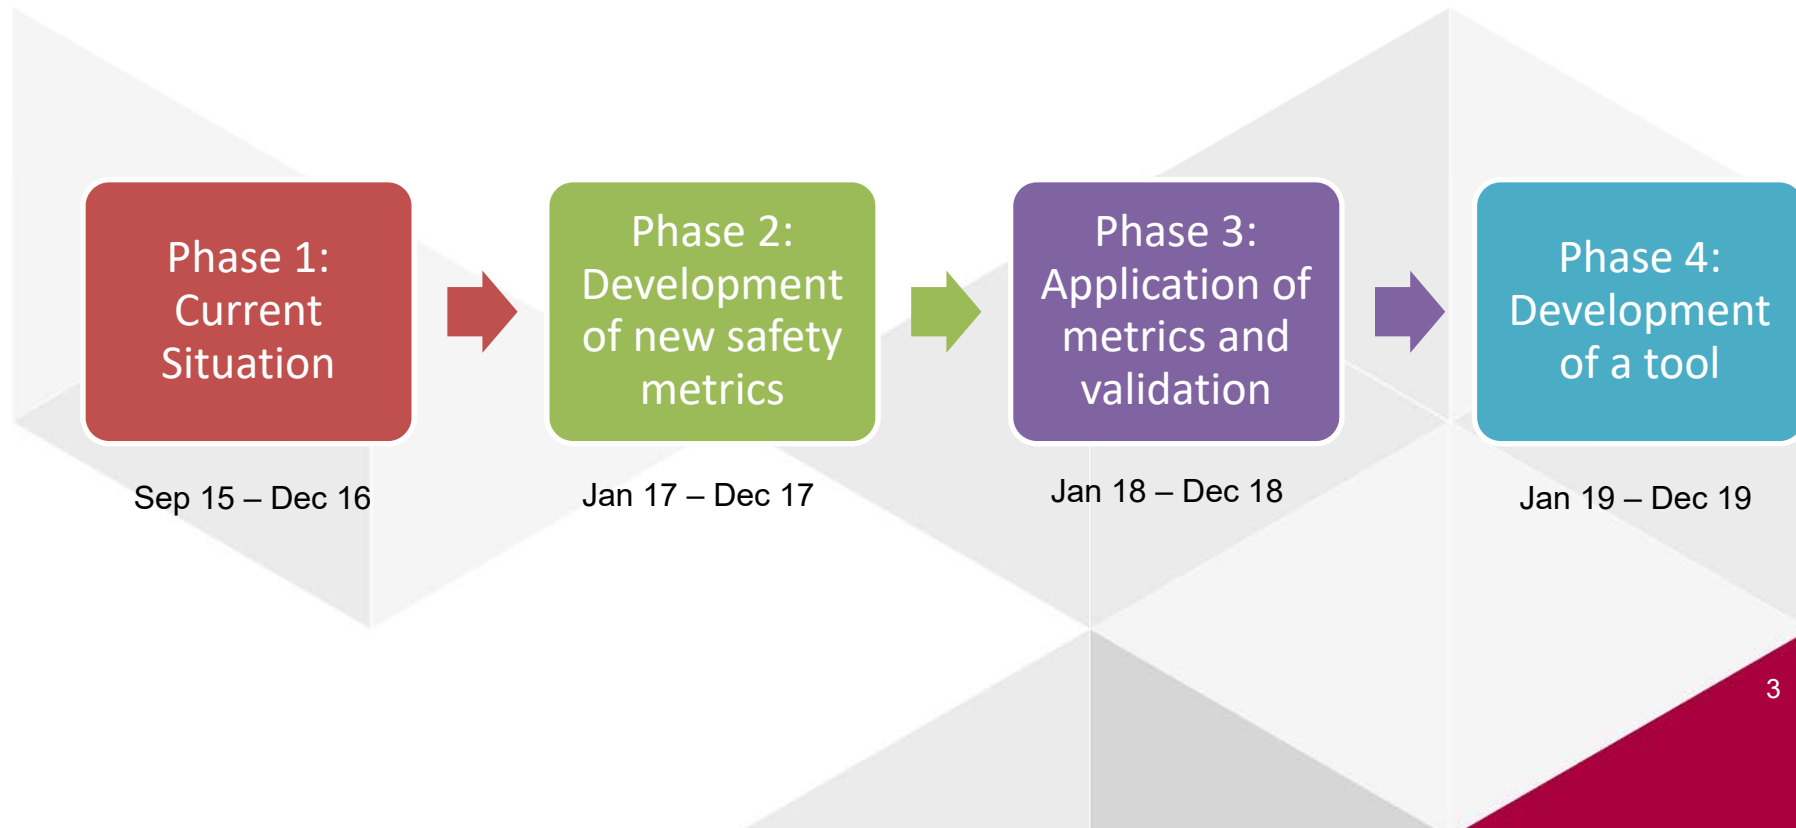 Phase 1:
Current
Situation
Phase 2:
Development
of new safety
metrics
Phase 3:
Application of
metrics and
validation
Phase 4:
Development
of a tool
Sep 15 – Dec 16
Jan 17 – Dec 17
Jan 18 – Dec 18
Jan 19 – Dec 19
3